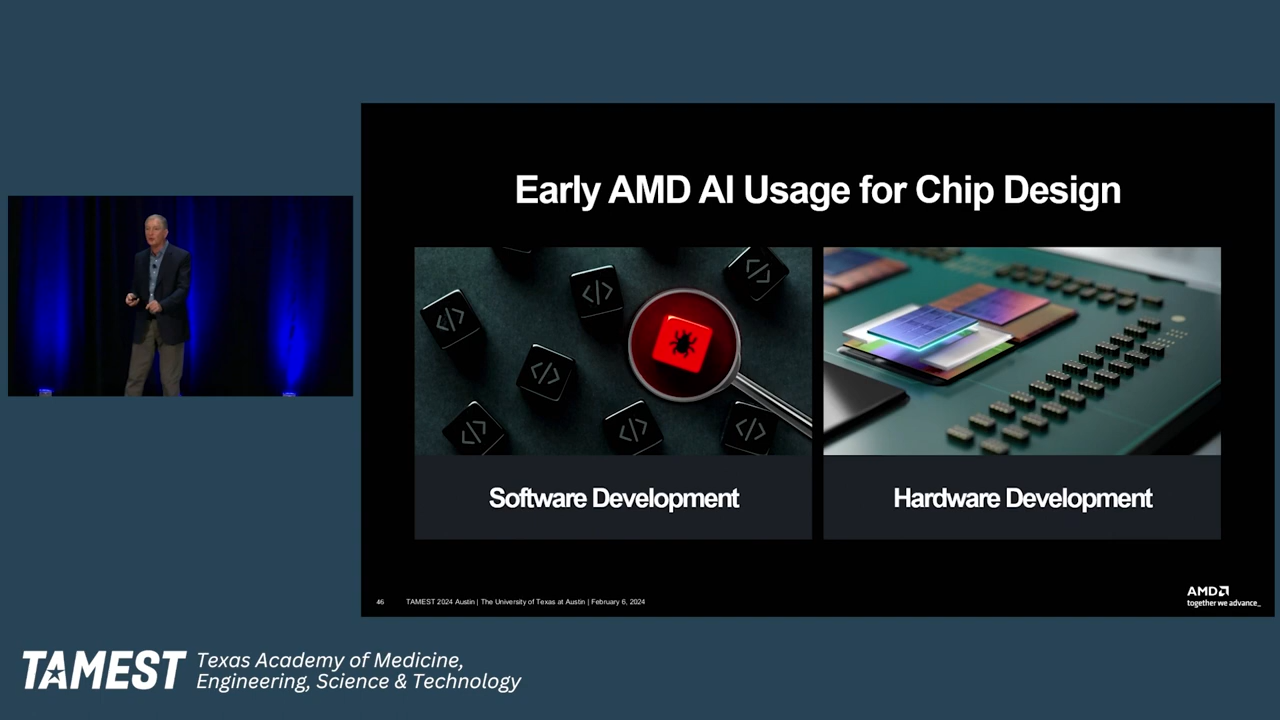 Early AMD AI Usage for Chip Design
</>
</>
</>
</>
</>
</>
</>
</>
Software Development
Hardware Development
46
TAMEST 2024 Austin | The University of Texas at Austin | February 6, 2024
AMD
together we advance_
TAMEST
Texas Academy of Medicine,
Engineering, Science & Technology